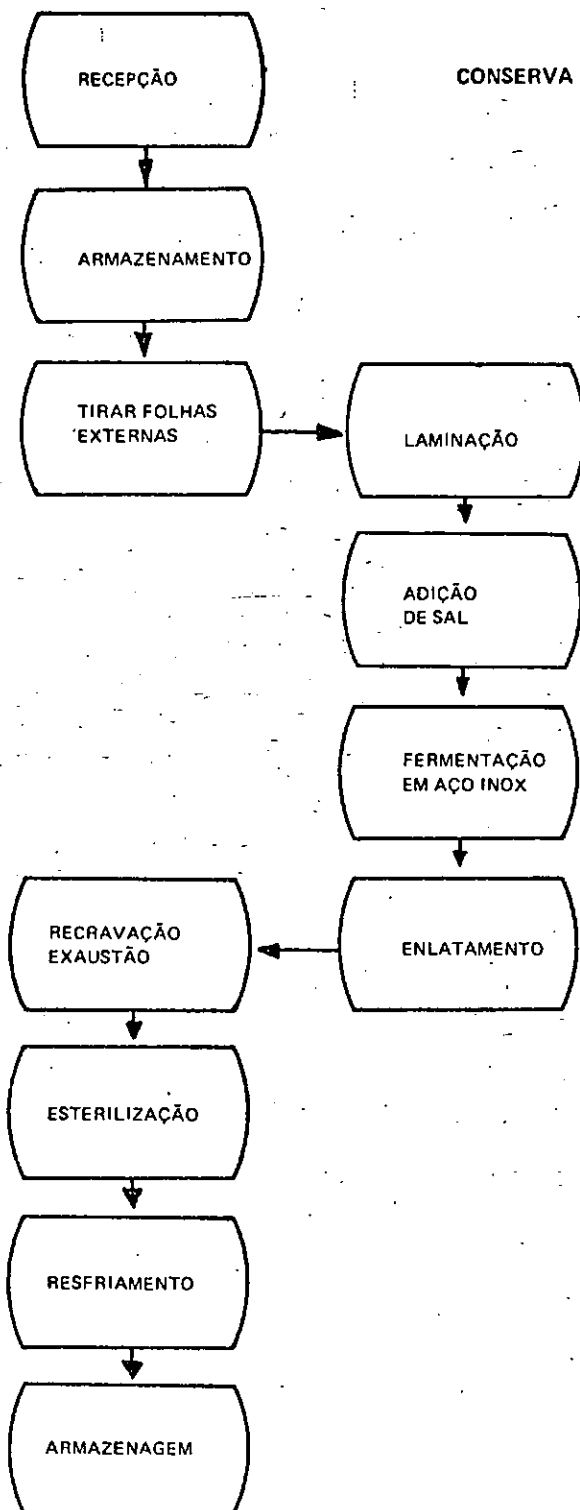 CONSERVA
RECEPÇÃO
ARMAZENAMENTO
TIRAR FOLHAS
EXTERNAS
LAMINAÇÃO
ADIÇÃO
DE SAL
FERMENTAÇÃO
EM AÇO INOX
ENLATAMENTO
RECRAVAÇÃO
EXAUSTÃO
ESTERILIZAÇÃO
RESFRIAMENTO
ARMAZENAGEM